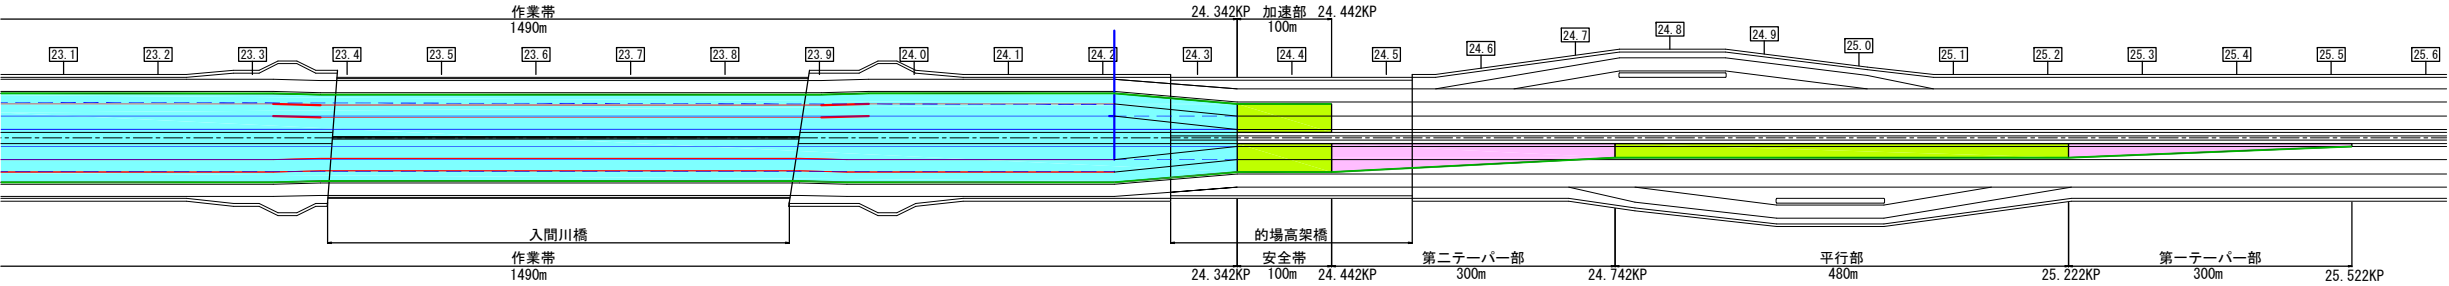 作業帯
24.342KP 加速部 24.442KP
1490m
100m
23.1 23.2 23.3 23.4 23.5 23.6 23.7 23.8 23.9 24.0 24.1 24.2 24.3 24.4 24.5 24.6 24.7 24.8 24.9 25.0 25.1 25.2 25.3 25.4 25.5 25.6
入間川橋
的場高架橋
作業帯
安全帯
第二テーパー部
平行部
第一テーパー部
1490m
24.342KP 100m 24.442KP 300m 24.742KP 480m 25.222KP 300m 25.522KP